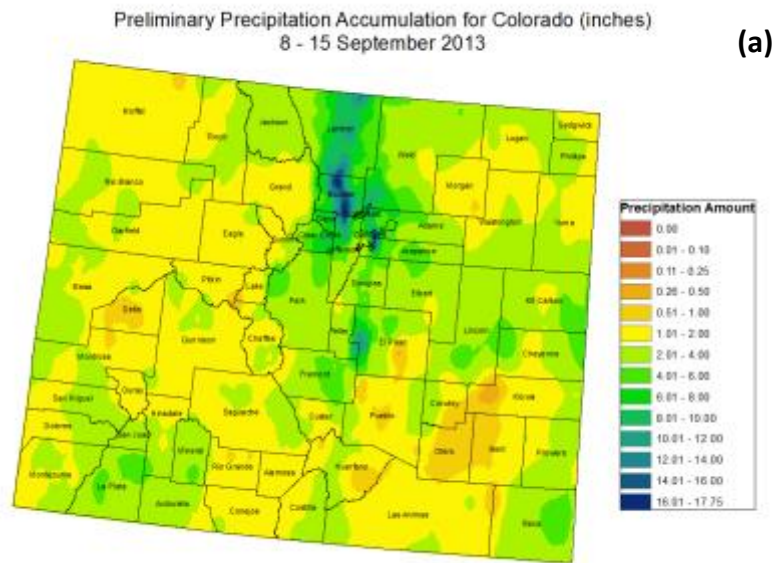 Preliminary Precipitation Accumulation for Colorado (inches)
8 - 15 September 2013
(a)
Moffat
Routt
Jackson
Larimer
Weld
Logan
Sedgwick
Phillips
Rio Blanco
Grand
Boulder
Morgan
Washington
Yuma
Garfield
Eagle
Clear Creek
Adams
Arapahoe
Pitkin
Lake
Park
Douglas
Elbert
Kit Carson
Mesa
Delta
Gunnison
Chaffee
Teller
El Paso
Lincoln
Cheyenne
Montrose
Fremont
Ouray
San Miguel
Hinsdale
Saguache
Custer
Pueblo
Crowley
Kiowa
Dolores
San Juan
Mineral
Rio Grande
Alamosa
Huerfano
Otero
Bent
Prowers
Montezuma
La Plata
Archuleta
Conejos
Costilla
Las Animas
Baca
Precipitation Amount
0.00
0.01 - 0.10
0.11 - 0.25
0.26 - 0.50
0.51 - 1.00
1.01 - 2.00
2.01 - 4.00
4.01 - 6.00
6.01 - 8.00
8.01 - 10.00
10.01 - 12.00
12.01 - 14.00
14.01 - 16.00
16.01 - 17.75